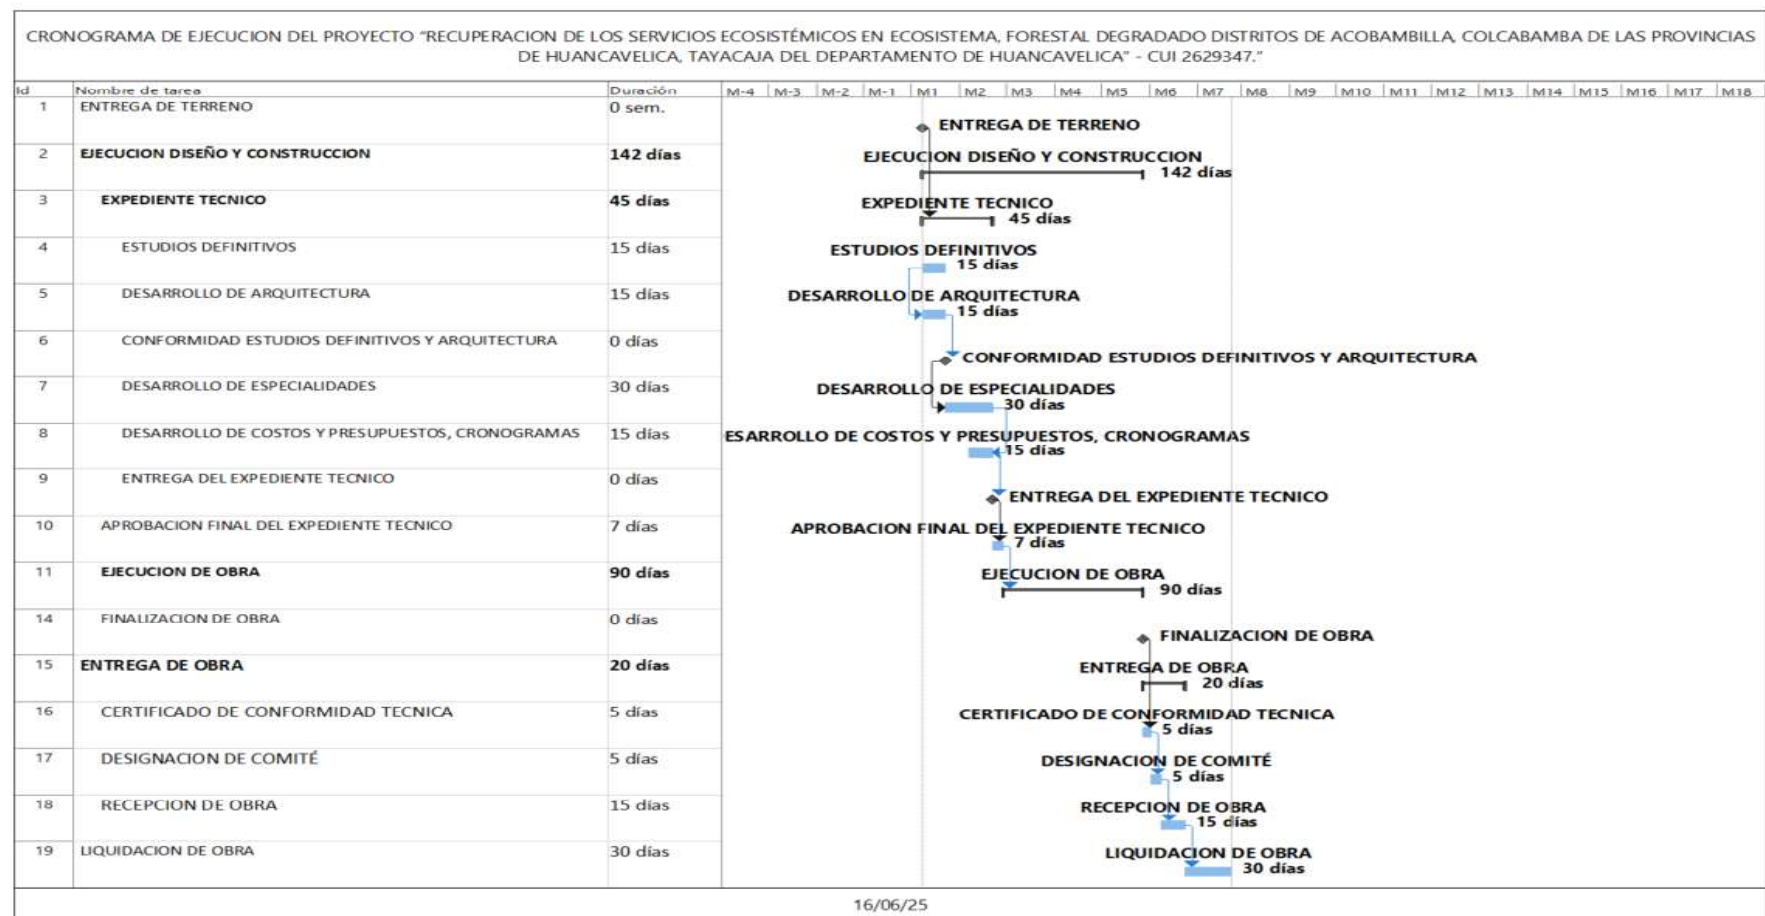 CRONOGRAMA DE EJECUCION DEL PROYECTO "RECUPERACION DE LOS SERVICIOS ECOSISTÉMICOS EN ECOSISTEMA, FORESTAL DEGRADADO DISTRITOS DE ACOBAMBILLA, COLCABAMBA DE LAS PROVINCIAS
DE HUANCAVELICA, TAYACAJA DEL DEPARTAMENTO DE HUANCAVELICA" - CUI 2629347."
Id Nombre de tarea Duración M-4 M-3 M-2 M-1 M1 M2 M3 M4 M5 M6 M7 M8 M9 M10 M11 M12 M13 M14 M15 M16 M17 M18
1 ENTREGA DE TERRENO 0 sem.
ENTREGA DE TERRENO
2 EJECUCION DISEÑO Y CONSTRUCCION 142 días EJECUCION DISEÑO Y CONSTRUCCION
142 días
3 EXPEDIENTE TECNICO 45 días EXPEDIENTE TECNICO
45 días
4 ESTUDIOS DEFINITIVOS 15 días ESTUDIOS DEFINITIVOS
15 días
5 DESARROLLO DE ARQUITECTURA 15 días DESARROLLO DE ARQUITECTURA
15 días
6 CONFORMIDAD ESTUDIOS DEFINITIVOS Y ARQUITECTURA 0 días
CONFORMIDAD ESTUDIOS DEFINITIVOS Y ARQUITECTURA
7 DESARROLLO DE ESPECIALIDADES 30 días DESARROLLO DE ESPECIALIDADES
30 días
8 DESARROLLO DE COSTOS Y PRESUPUESTOS, CRONOGRAMAS 15 días ESARROLLO DE COSTOS Y PRESUPUESTOS, CRONOGRAMAS
15 días
9 ENTREGA DEL EXPEDIENTE TECNICO 0 días
ENTREGA DEL EXPEDIENTE TECNICO
10 APROBACION FINAL DEL EXPEDIENTE TECNICO 7 días APROBACION FINAL DEL EXPEDIENTE TECNICO
7 días
11 EJECUCION DE OBRA 90 días EJECUCION DE OBRA
90 días
14 FINALIZACION DE OBRA 0 días
FINALIZACION DE OBRA
15 ENTREGA DE OBRA 20 días ENTREGA DE OBRA
20 días
16 CERTIFICADO DE CONFORMIDAD TECNICA 5 días CERTIFICADO DE CONFORMIDAD TECNICA
5 días
17 DESIGNACION DE COMITÉ 5 días DESIGNACION DE COMITÉ
5 días
18 RECEPCION DE OBRA 15 días RECEPCION DE OBRA
15 días
19 LIQUIDACION DE OBRA 30 días LIQUIDACION DE OBRA
30 días
16/06/25